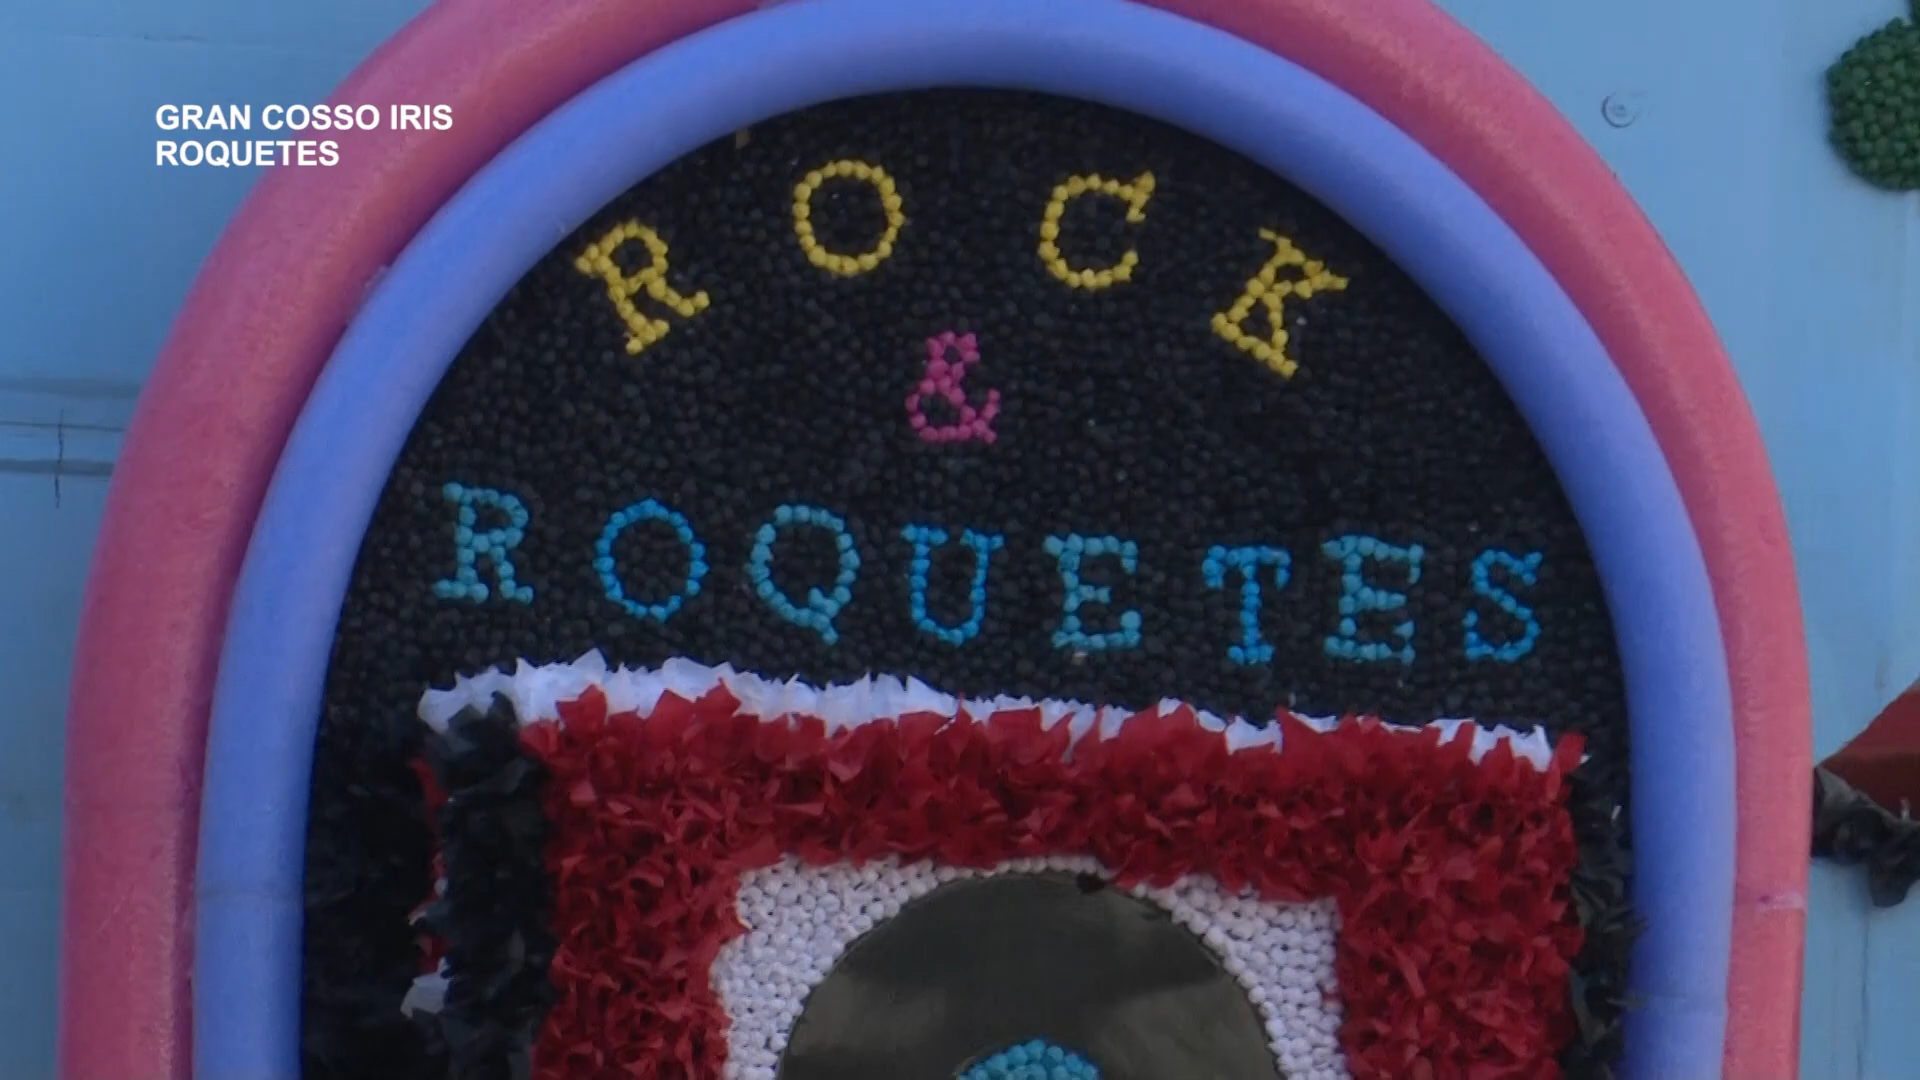 GRAN COSSO IRIS
ROQUETES
ROCK
&
ROQUETES